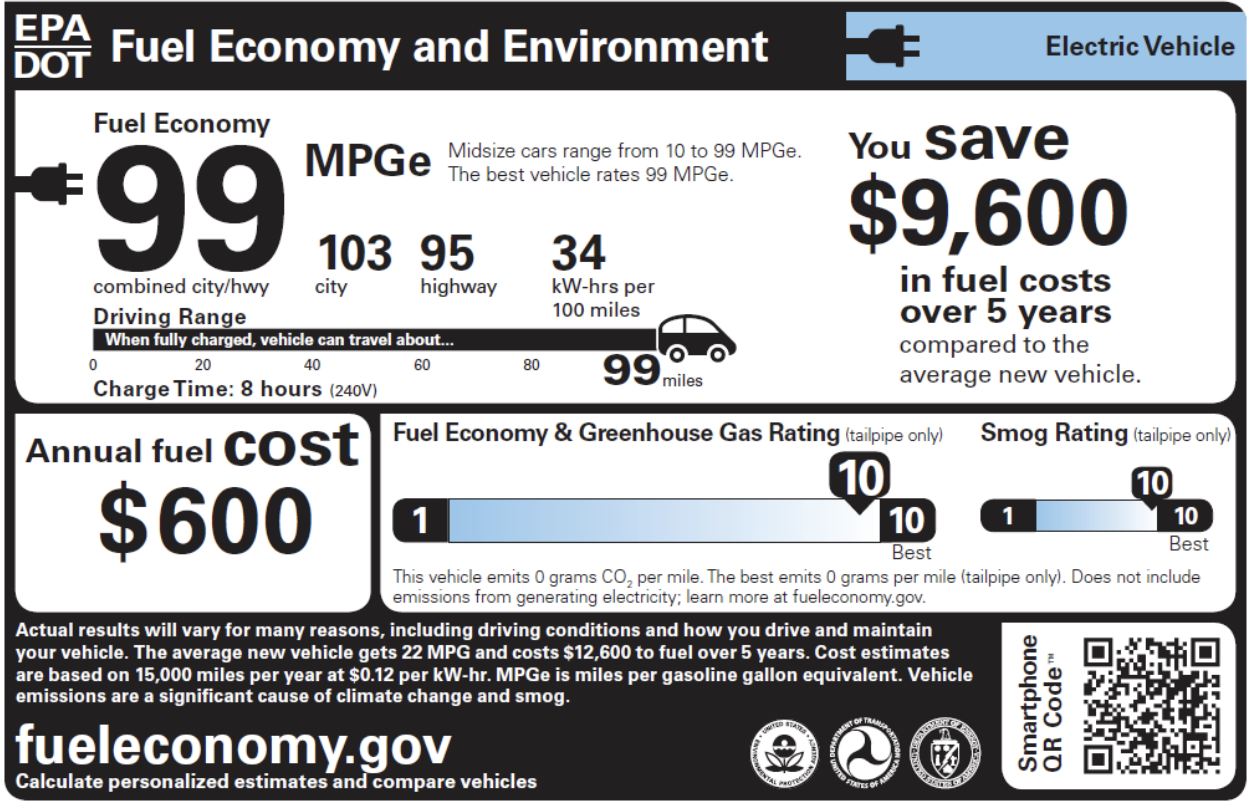 EPA
DOT
Fuel Economy and Environment
Electric Vehicle
Fuel Economy
99
MPGe
Midsize cars range from 10 to 99 MPGe.
The best vehicle rates 99 MPGe.
103 95 34
combined city/hwy city highway kW-hrs per
100 miles
Driving Range
When fully charged, vehicle can travel about...
0 20 40 60 80 99 miles
Charge Time: 8 hours (240V)
You save
$9,600
in fuel costs
over 5 years
compared to the
average new vehicle.
Annual fuel cost
$600
Fuel Economy & Greenhouse Gas Rating (tailpipe only)
10
1 10
Best
Smog Rating (tailpipe only)
10
1 10
Best
This vehicle emits 0 grams CO₂ per mile. The best emits 0 grams per mile (tailpipe only). Does not include
emissions from generating electricity; learn more at fueleconomy.gov.
Actual results will vary for many reasons, including driving conditions and how you drive and maintain
your vehicle. The average new vehicle gets 22 MPG and costs $12,600 to fuel over 5 years. Cost estimates
are based on 15,000 miles per year at $0.12 per kW-hr. MPGe is miles per gasoline gallon equivalent. Vehicle
emissions are a significant cause of climate change and smog.
fueleconomy.gov
Calculate personalized estimates and compare vehicles
UNITED STATES
DEPARTMENT OF TRANSPORTATION
UNITED STATES OF AMERICA
Smartphone
QR Code™